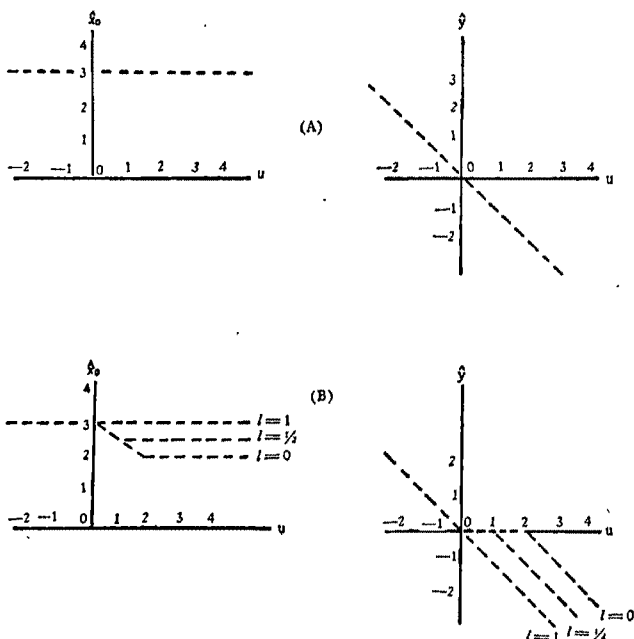 x̂₀
4
3
2
1
—2 —1 0 1 2 3 4 u
(A)
ŷ
3
2
1
—2 —1 0 1 2 3 4 u
—1
—2
x̂₀
4
3
2
1
l=1
l=½
l=0
—2 —1 0 1 2 3 4 u
(B)
ŷ
2
1
—2 —1 0 1 2 3 4 u
—1
—2
l=0
l=1 l=½